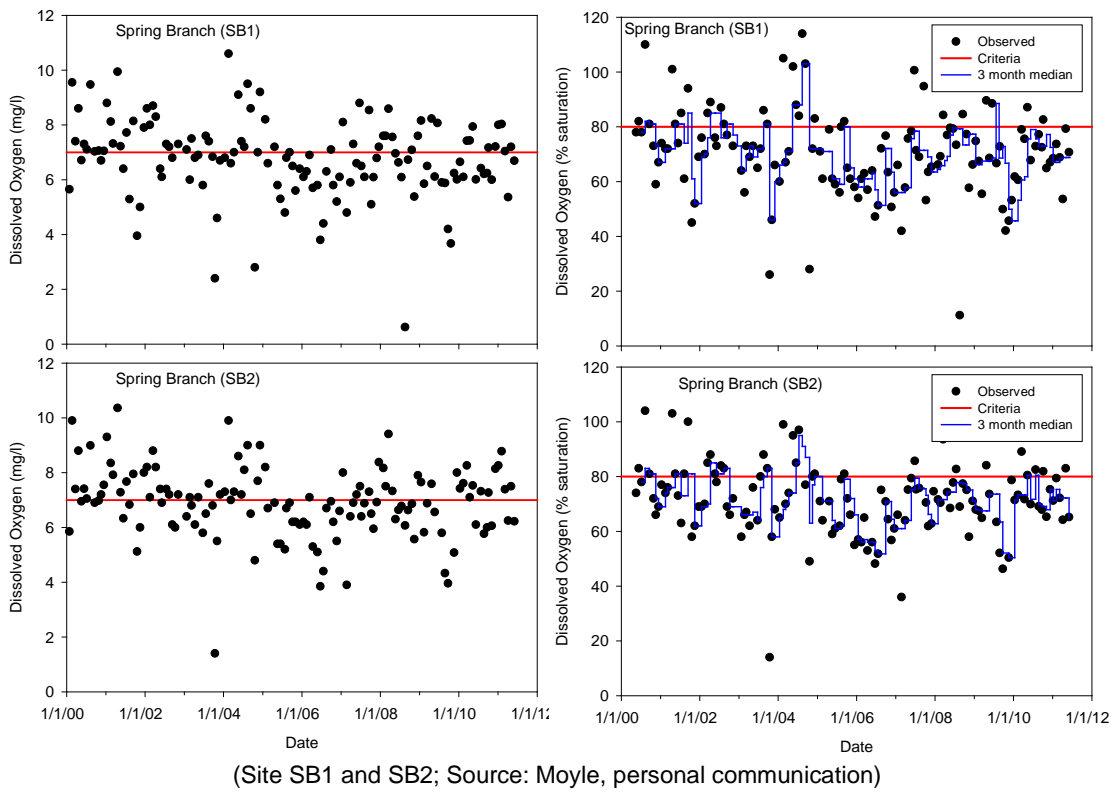 12
10
8
6
4
2
0
Dissolved Oxygen (mg/l)
Spring Branch (SB1)
120
100
80
60
40
20
0
Dissolved Oxygen (% saturation)
Spring Branch (SB1)
Observed
Criteria
3 month median
12
10
8
6
4
2
0
Dissolved Oxygen (mg/l)
Spring Branch (SB2)
1/1/00 1/1/02 1/1/04 1/1/06 1/1/08 1/1/10 1/1/12
Date
120
100
80
60
40
20
0
Dissolved Oxygen (% saturation)
Spring Branch (SB2)
Observed
Criteria
3 month median
1/1/00 1/1/02 1/1/04 1/1/06 1/1/08 1/1/10 1/1/12
Date
(Site SB1 and SB2; Source: Moyle, personal communication)